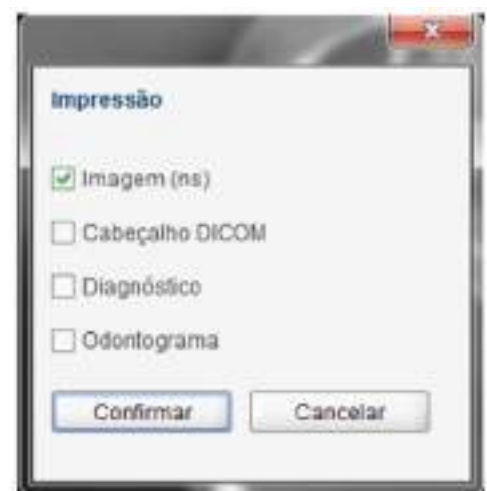 Impressão
Imagem (ns)
Cabeçalho DICOM
Diagnóstico
Odontograma
Confirmar Cancelar